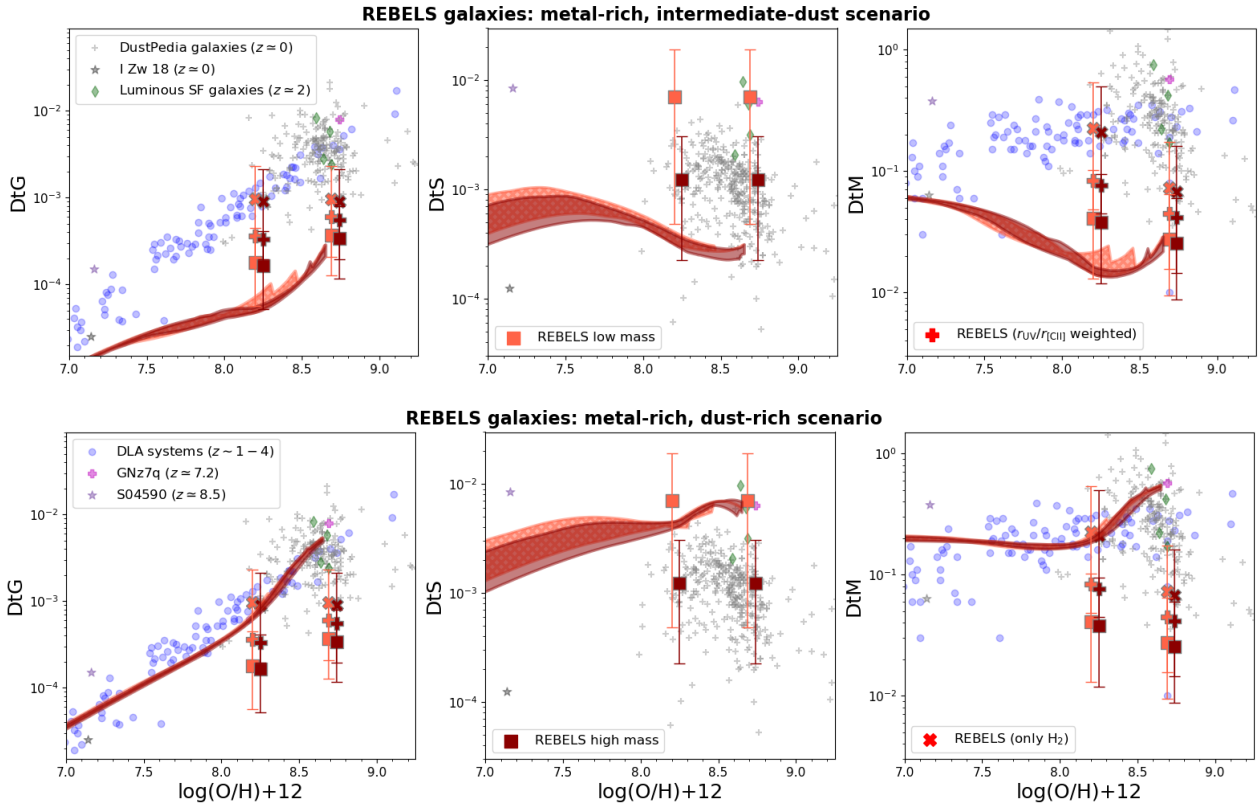 REBELS galaxies: metal-rich, intermediate-dust scenario
DtG
10⁻²
10⁻³
10⁻⁴
DustPedia galaxies (z ≃ 0)
I Zw 18 (z ≃ 0)
Luminous SF galaxies (z ≃ 2)
7.0 7.5 8.0 8.5 9.0
DtS
10⁻²
10⁻³
10⁻⁴
REBELS low mass
7.0 7.5 8.0 8.5 9.0
DtM
10⁰
10⁻¹
10⁻²
REBELS (r_UV/r_[CII] weighted)
7.0 7.5 8.0 8.5 9.0
REBELS galaxies: metal-rich, dust-rich scenario
DtG
10⁻²
10⁻³
10⁻⁴
DLA systems (z ~ 1 − 4)
GNz7q (z ≃ 7.2)
S04590 (z ≃ 8.5)
7.0 7.5 8.0 8.5 9.0
log(O/H)+12
DtS
10⁻²
10⁻³
10⁻⁴
REBELS high mass
7.0 7.5 8.0 8.5 9.0
log(O/H)+12
DtM
10⁰
10⁻¹
10⁻²
REBELS (only H₂)
7.0 7.5 8.0 8.5 9.0
log(O/H)+12